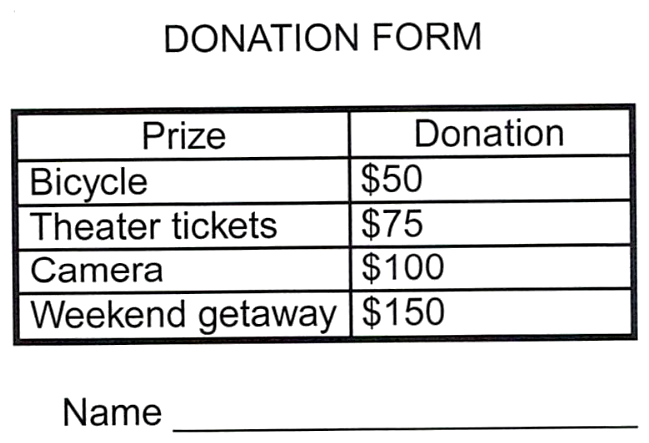 DONATION FORM
Prize Donation
Bicycle $50
Theater tickets $75
Camera $100
Weekend getaway $150
Name